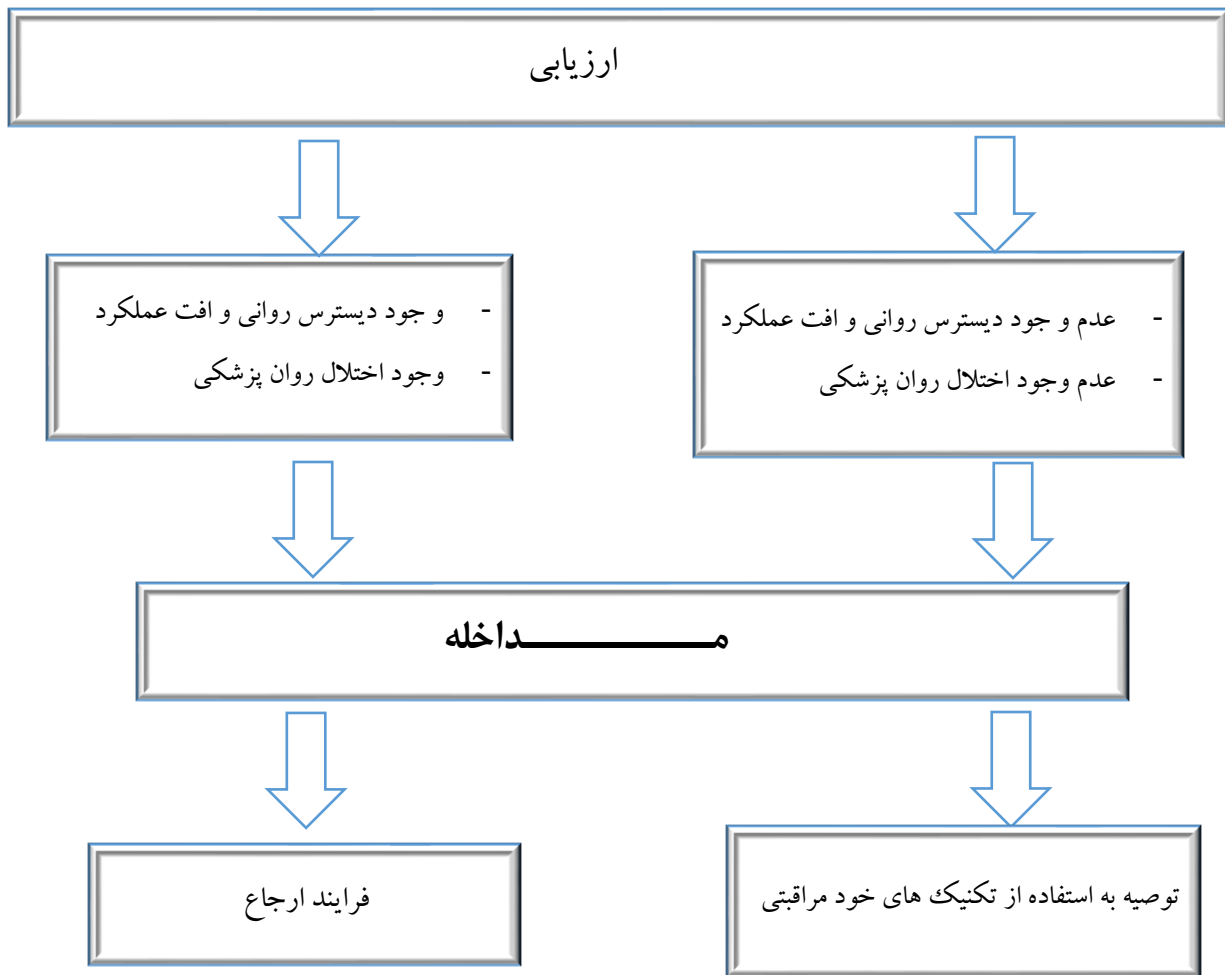 ارزیابی
- عدم و جود دیسترس روانی و افت عملکرد
- عدم وجود اختلال روان پزشکی
- و جود دیسترس روانی و افت عملکرد
- وجود اختلال روان پزشکی
مـــــــــــــداخله
توصیه به استفاده از تکنیک های خود مراقبتی
فرایند ارجاع